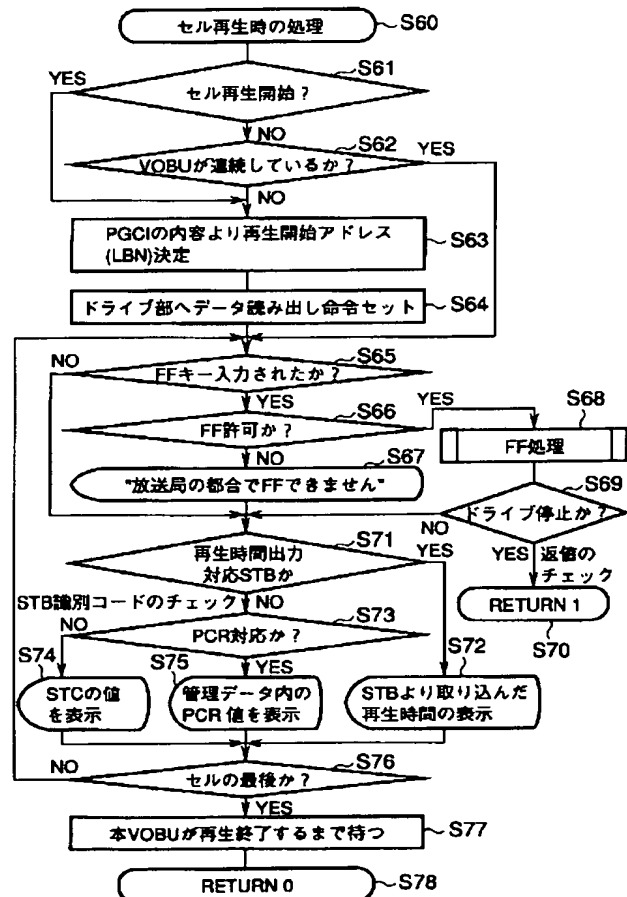 セル再生時の処理
S60
YES
S61
セル再生開始？
NO
S62
VOBUが連続しているか？
YES
NO
PGCIの内容より再生開始アドレス
(LBN)決定
S63
ドライブ部へデータ読み出し命令セット
S64
NO
S65
FFキー入力されたか？
YES
S66
FF許可か？
YES
S68
FF処理
NO
S67
"放送局の都合でFFできません"
S69
ドライブ停止か？
NO
YES
返値の
チェック
RETURN 1
S70
S71
再生時間出力
対応STBか
YES
STB識別コードのチェック
NO
S73
PCR対応か？
NO
YES
S74
STCの値
を表示
S75
管理データ内の
PCR 値を表示
S72
STBより取り込んだ
再生時間の表示
S76
セルの最後か？
NO
YES
本VOBUが再生終了するまで待つ
S77
RETURN 0
S78